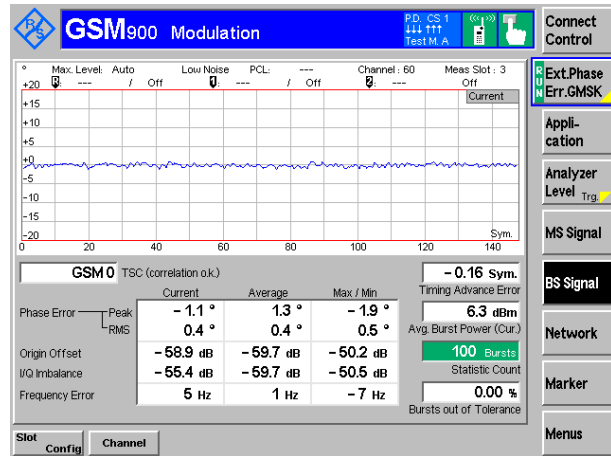 R&S
GSM900 Modulation
P.D. CS 1
↓↓↓ ↑↑↑
Test M. A
Connect
Control
° Max. Level: Auto Low Noise PCL: --- Channel : 60 Meas Slot : 3
--- / Off 1: --- / Off 2: --- Off
Current
RUN
Ext.Phase
Err.GMSK
+20
+15
+10
+5
+0
-5
-10
-15
-20
Sym.
0 20 40 60 80 100 120 140
Appli-
cation
Analyzer
Level Trg.
MS Signal
BS Signal
Network
Marker
Menus
GSM 0 TSC (correlation o.k.)
– 0.16 Sym.
Timing Advance Error
Current Average Max / Min
Phase Error Peak – 1.1 ° 1.3 ° – 1.9 °
RMS 0.4 ° 0.4 ° 0.5 °
6.3 dBm
Avg. Burst Power (Cur.)
Origin Offset – 58.9 dB – 59.7 dB – 50.2 dB
I/Q Imbalance – 55.4 dB – 59.7 dB – 50.5 dB
Frequency Error 5 Hz 1 Hz – 7 Hz
100 Bursts
Statistic Count
0.00 %
Bursts out of Tolerance
Slot
Config
Channel